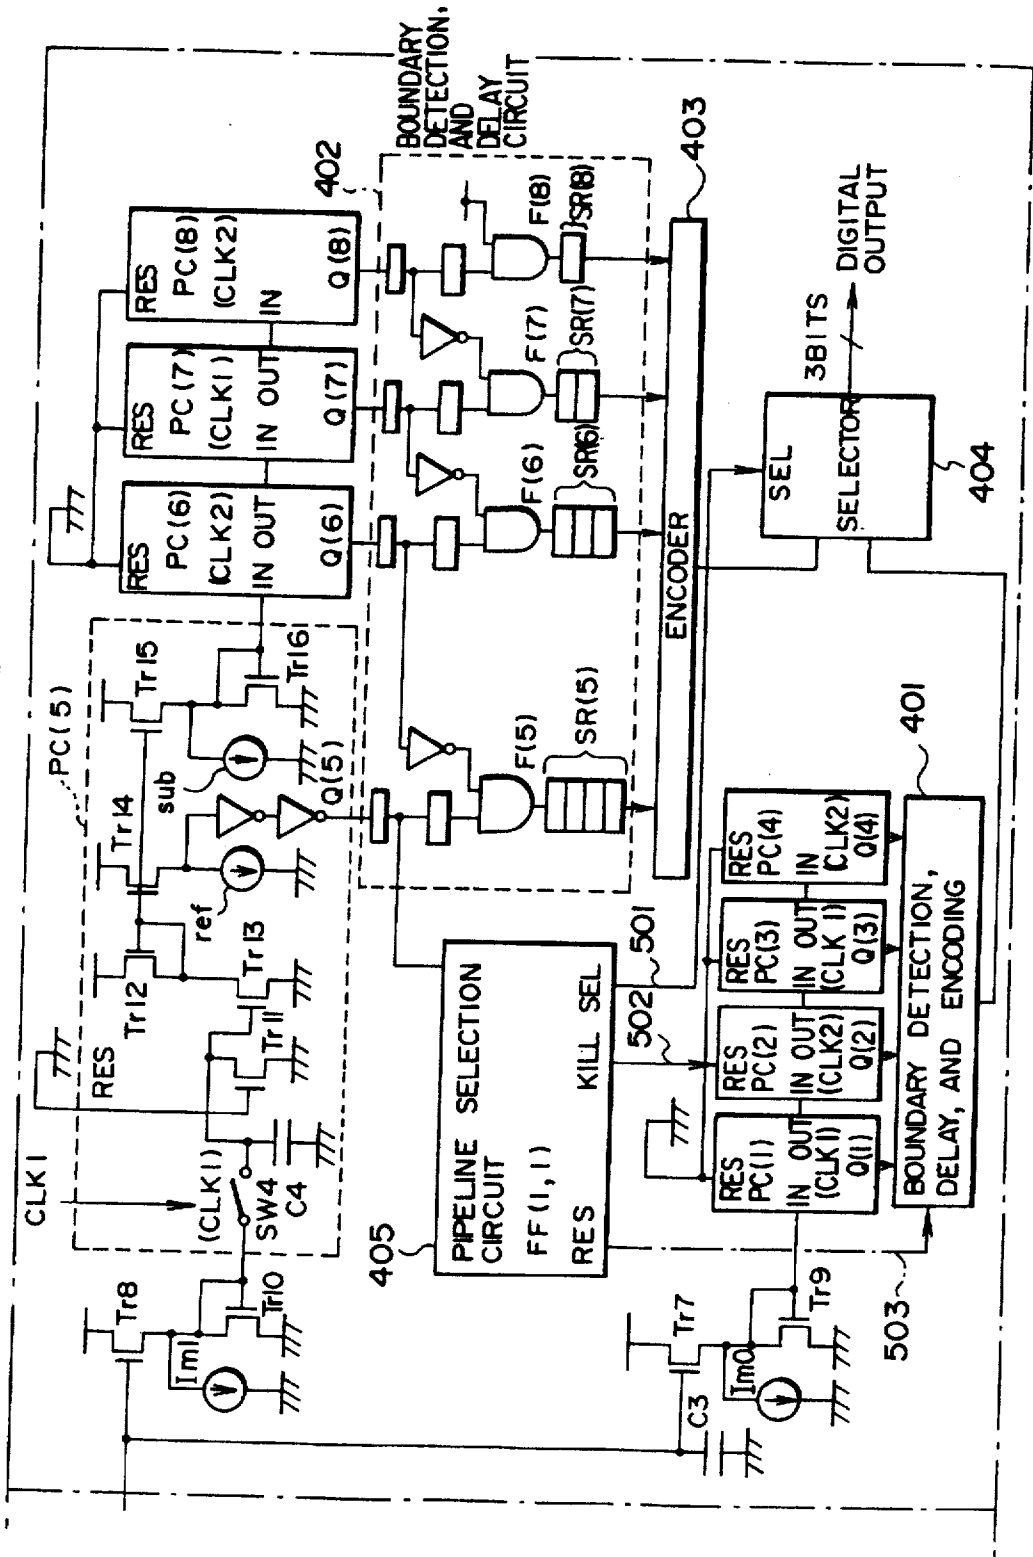 BOUNDARY
DETECTION,
AND
DELAY
CIRCUIT
402
PC(5)
CLK1
RES
(CLK1)
SW4
C4
Tr8
Im1
Tr10
Tr11
Tr12
Tr13
Tr14
Tr15
Tr16
ref
sub
Q(5)
RES
PC(6)
(CLK2)
IN OUT
Q(6)
RES
PC(7)
(CLK1)
IN OUT
Q(7)
RES
PC(8)
(CLK2)
IN
Q(8)
F(5)
SR(5)
F(6)
SR(6)
F(7)
SR(7)
F(8)
SR(8)
ENCODER
403
405
PIPELINE SELECTION
CIRCUIT
FF(1,1)
RES KILL SEL
502
501
SEL
SELECTOR
404
3BITS
DIGITAL
OUTPUT
C3
Tr7
Im0
Tr9
503
RES
PC(1)
IN OUT
(CLK1)
Q(1)
RES
PC(2)
IN OUT
(CLK2)
Q(2)
RES
PC(3)
IN OUT
(CLK1)
Q(3)
RES
PC(4)
IN
(CLK2)
Q(4)
401
BOUNDARY DETECTION,
DELAY, AND ENCODING